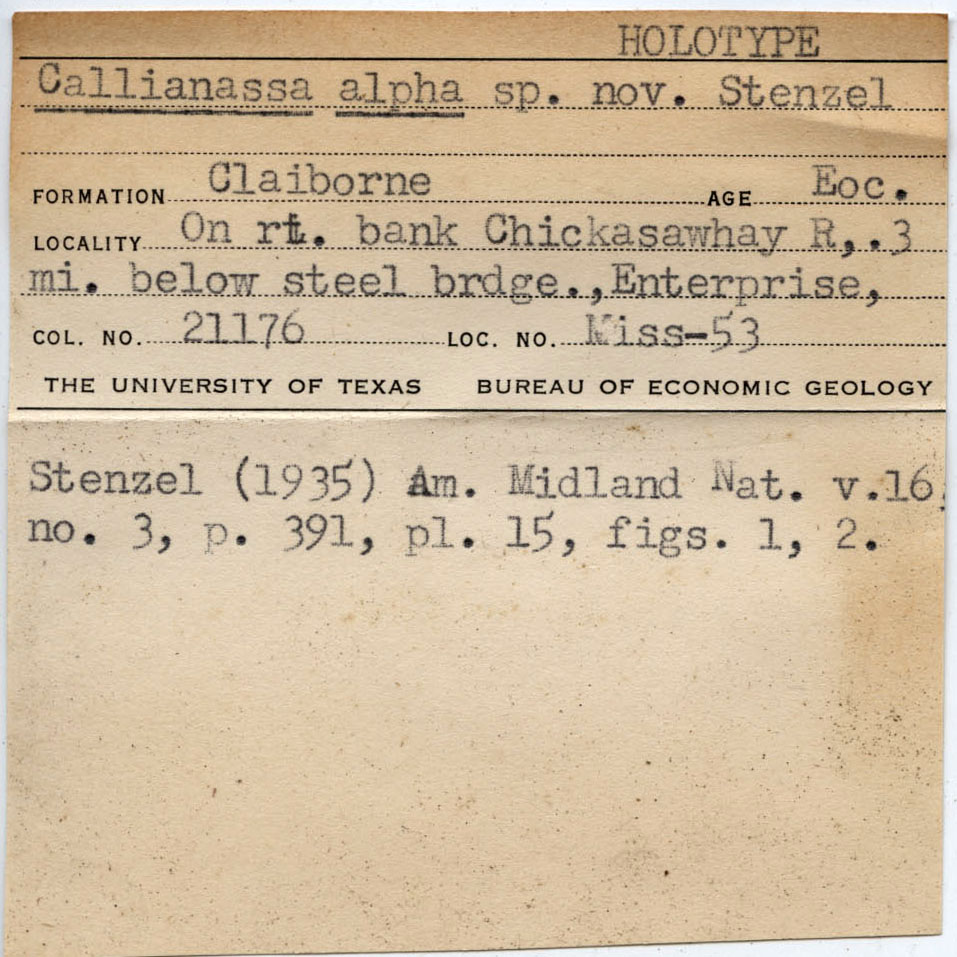 HOLOTYPE
Callianassa alpha sp. nov. Stenzel
FORMATION Claiborne AGE Eoc.
LOCALITY On rt. bank Chickasawhay R,.3
mi. below steel brdge.,Enterprise,
COL. NO. 21176 LOC. NO. Miss-53
THE UNIVERSITY OF TEXAS BUREAU OF ECONOMIC GEOLOGY
Stenzel (1935) Am. Midland Nat. v.16,
no. 3, p. 391, pl. 15, figs. 1, 2.